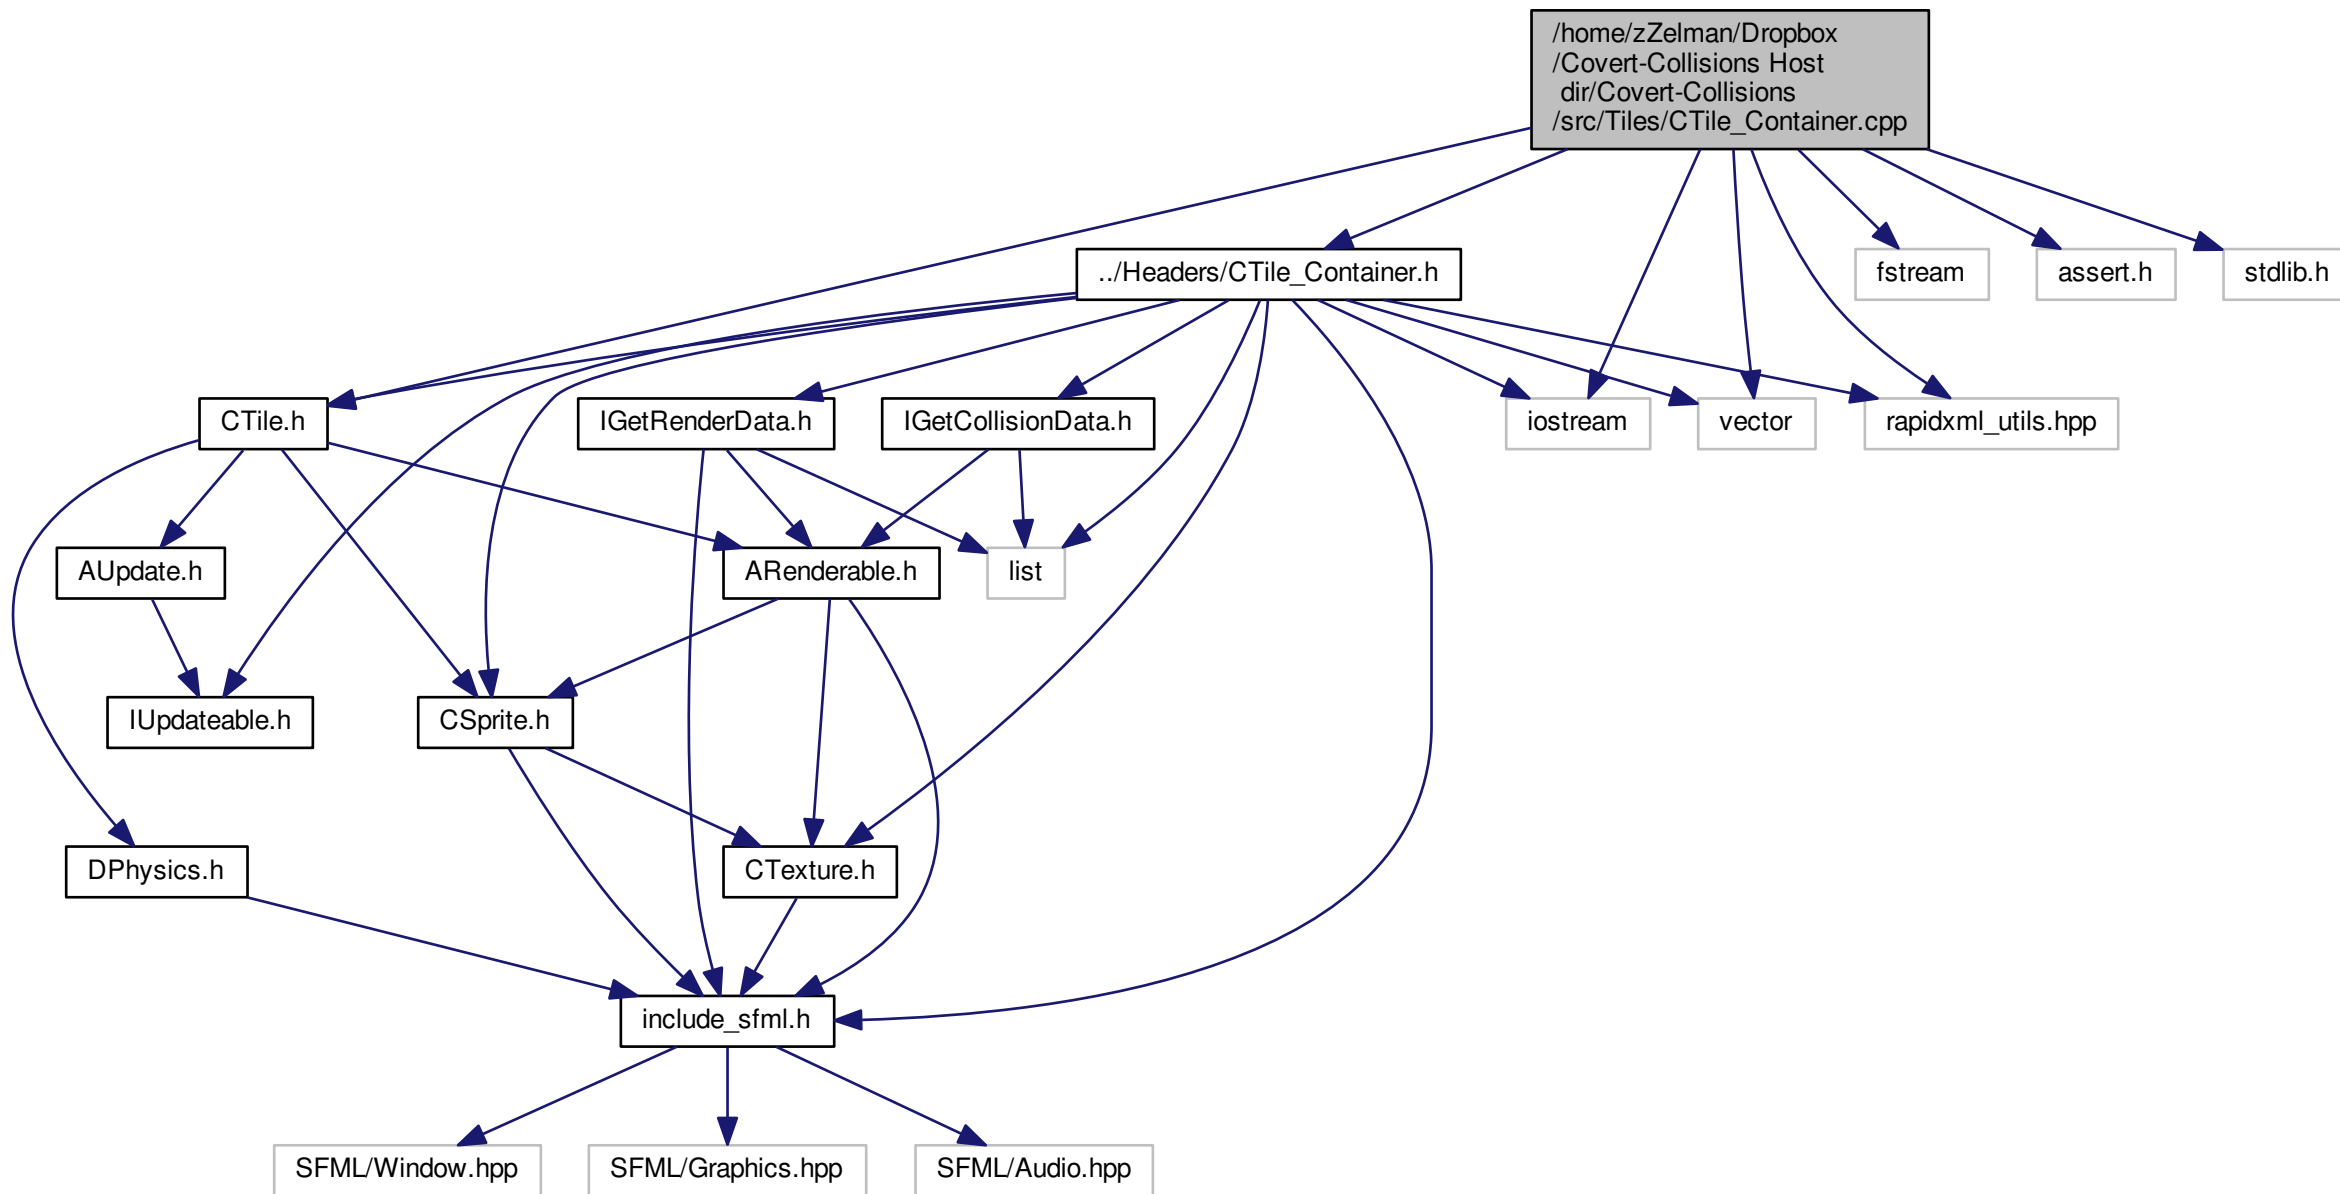 /home/zZelman/Dropbox
/Covert-Collisions Host
dir/Covert-Collisions
/src/Tiles/CTile_Container.cpp
../Headers/CTile_Container.h
fstream
assert.h
stdlib.h
CTile.h
IGetRenderData.h
IGetCollisionData.h
iostream
vector
rapidxml_utils.hpp
AUpdate.h
ARenderable.h
list
IUpdateable.h
CSprite.h
DPhysics.h
CTexture.h
include_sfml.h
SFML/Window.hpp
SFML/Graphics.hpp
SFML/Audio.hpp